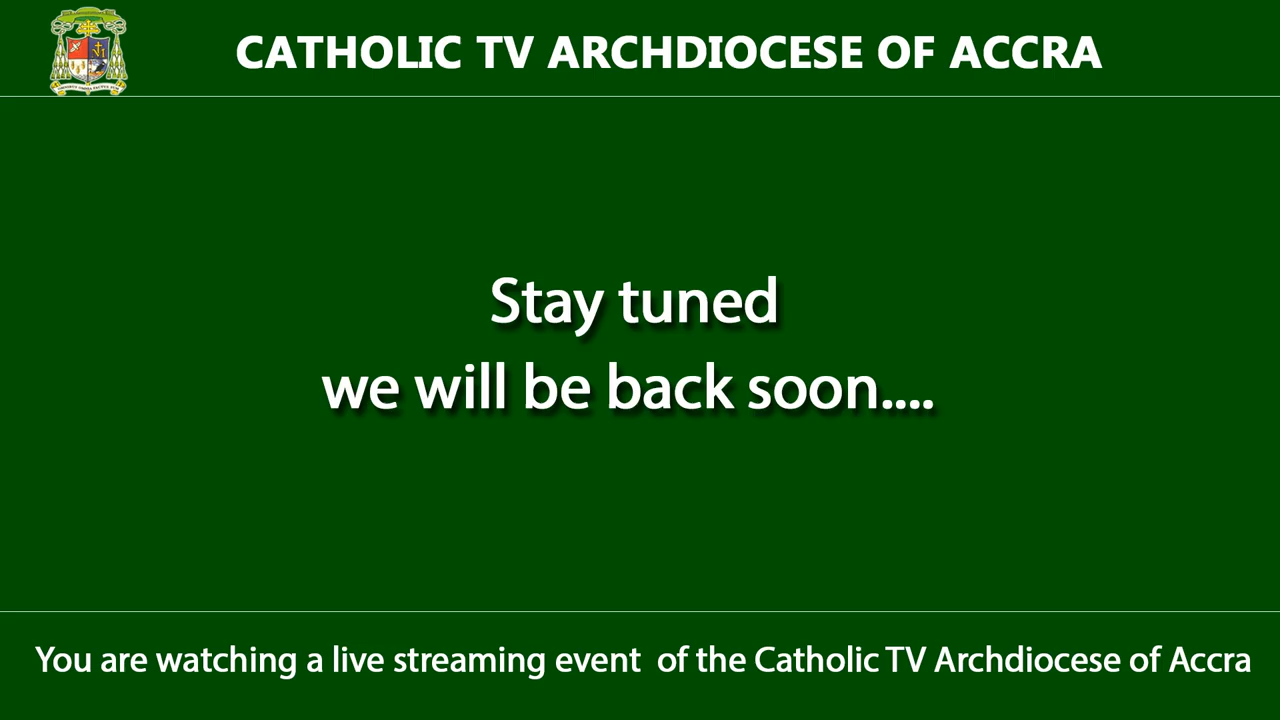 CATHOLIC TV ARCHDIOCESE OF ACCRA
Stay tuned
we will be back soon....
You are watching a live streaming event of the Catholic TV Archdiocese of Accra